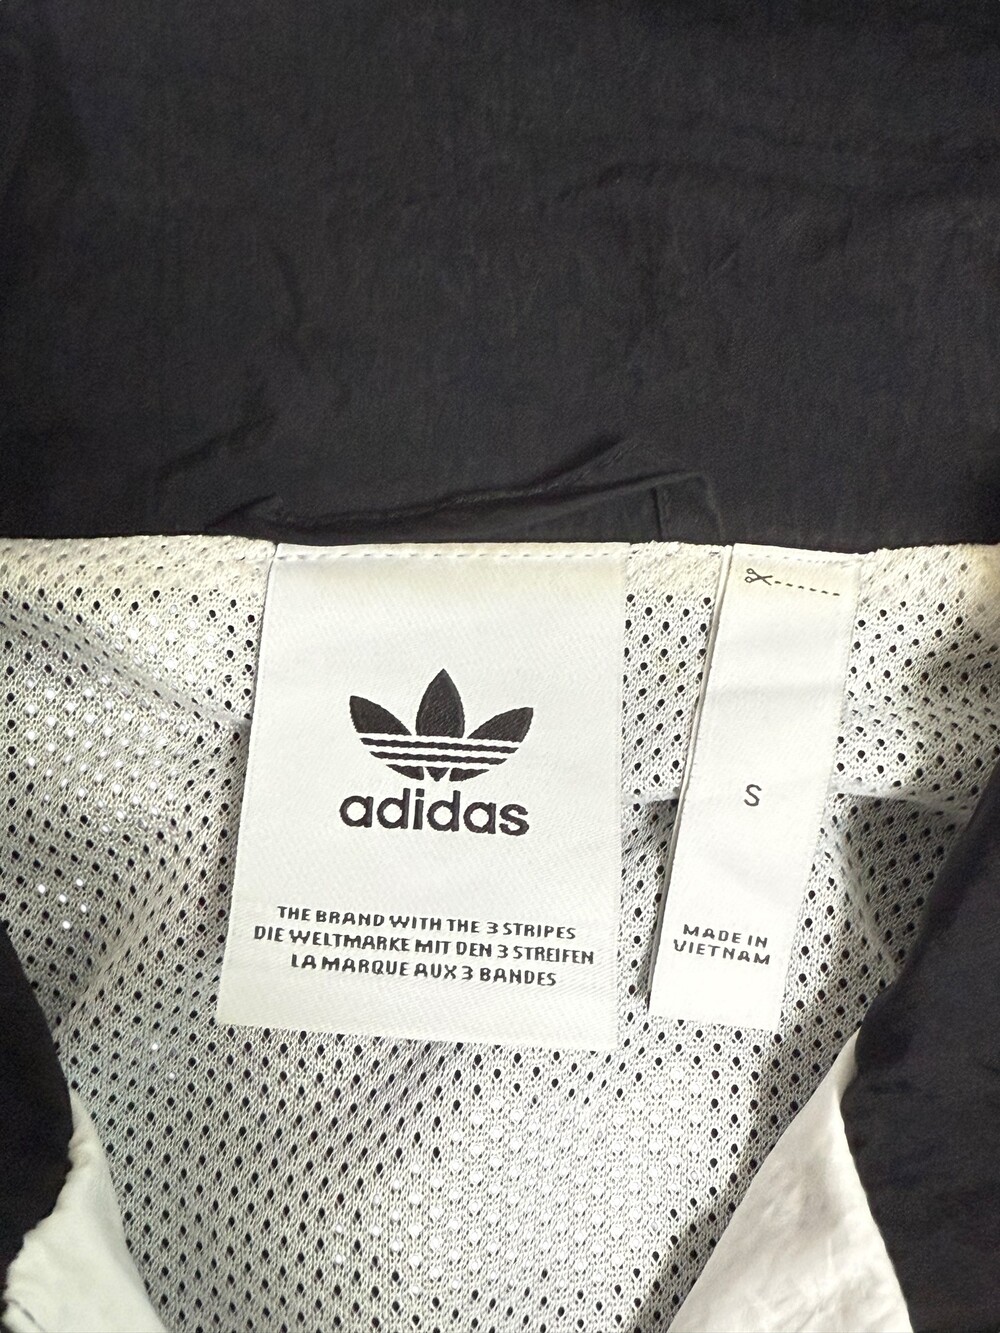 adidas
THE BRAND WITH THE 3 STRIPES
DIE WELTMARKE MIT DEN 3 STREIFEN
LA MARQUE AUX 3 BANDES
S
MADE IN
VIETNAM